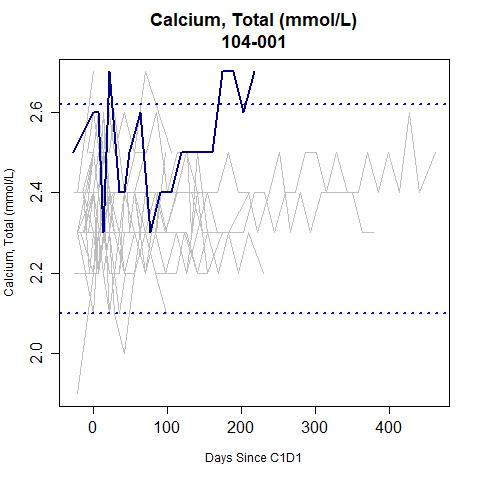 Calcium, Total (mmol/L)
104-001
Calcium, Total (mmol/L)
2.6
2.4
2.2
2.0
0 100 200 300 400
Days Since C1D1